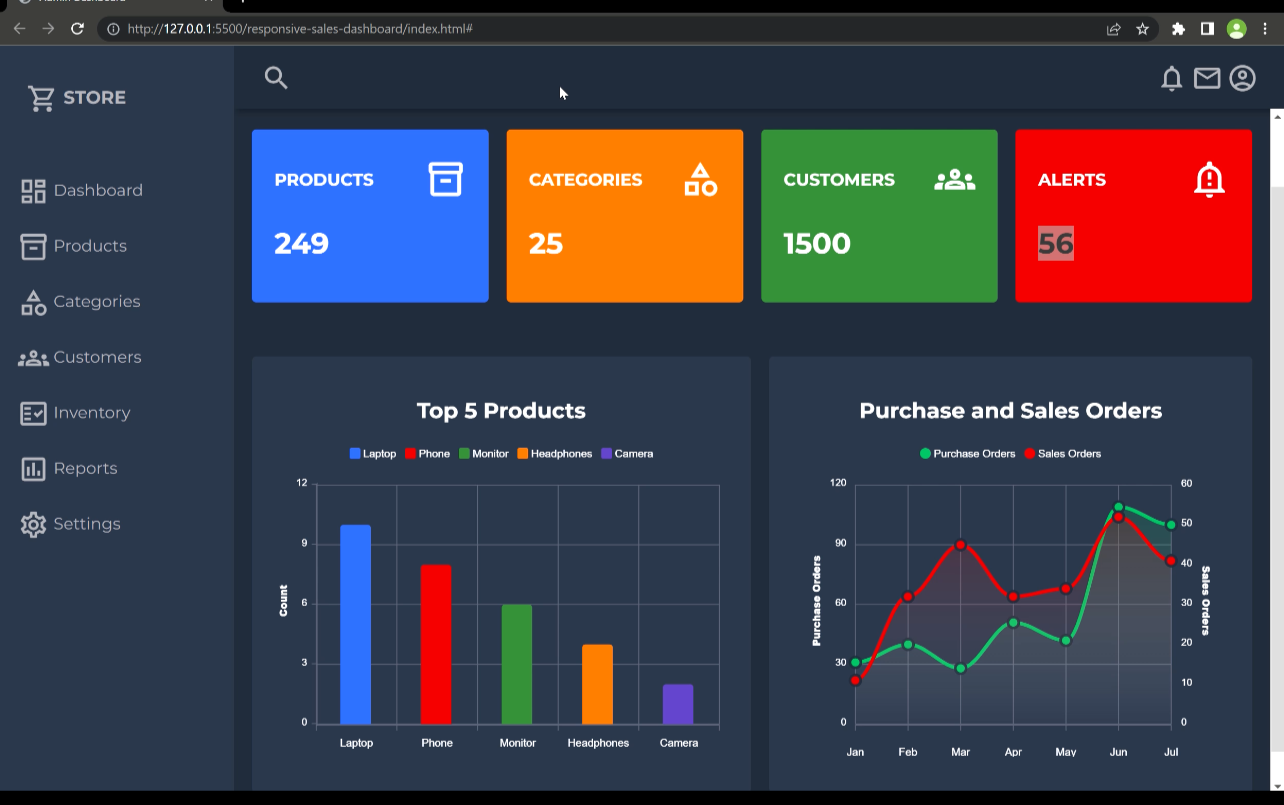 http://127.0.0.1:5500/responsive-sales-dashboard/index.html#
STORE
Dashboard
Products
Categories
Customers
Inventory
Reports
Settings
PRODUCTS
249
CATEGORIES
25
CUSTOMERS
1500
ALERTS
56
Top 5 Products
Laptop Phone Monitor Headphones Camera
Count
12
9
6
3
0
Laptop Phone Monitor Headphones Camera
Purchase and Sales Orders
Purchase Orders Sales Orders
Purchase Orders
120
90
60
30
0
60
50
40
30
20
10
0
Sales Orders
Jan Feb Mar Apr May Jun Jul